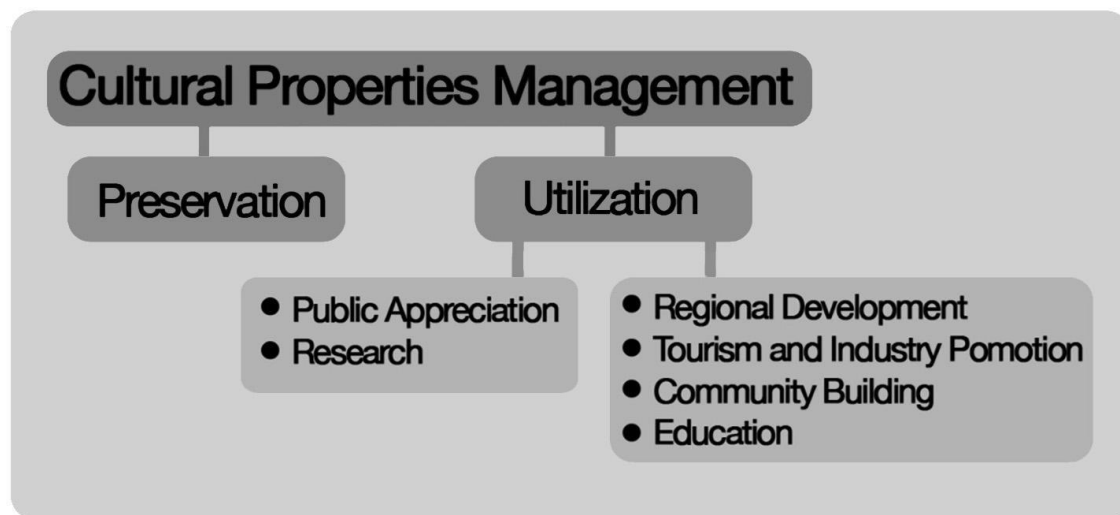 Cultural Properties Management
Preservation
Utilization
● Public Appreciation
● Research
● Regional Development
● Tourism and Industry Pomotion
● Community Building
● Education